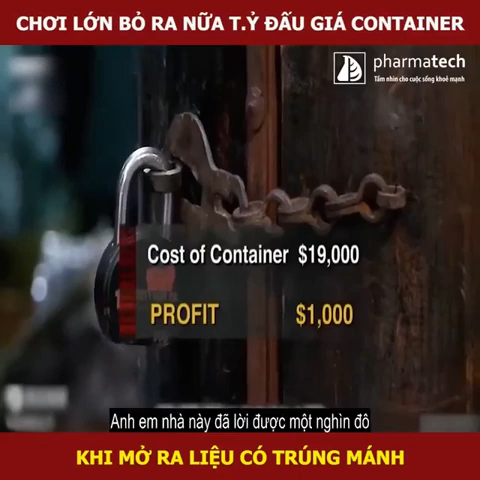 CHƠI LỚN BỎ RA NỮA T.Ỷ ĐẤU GIÁ CONTAINER
pharmatech
Tầm nhìn cho cuộc sống khoẻ mạnh
Cost of Container $19,000
PROFIT $1,000
Anh em nhà này đã lời được một nghìn đô
KHI MỞ RA LIỆU CÓ TRÚNG MÁNH